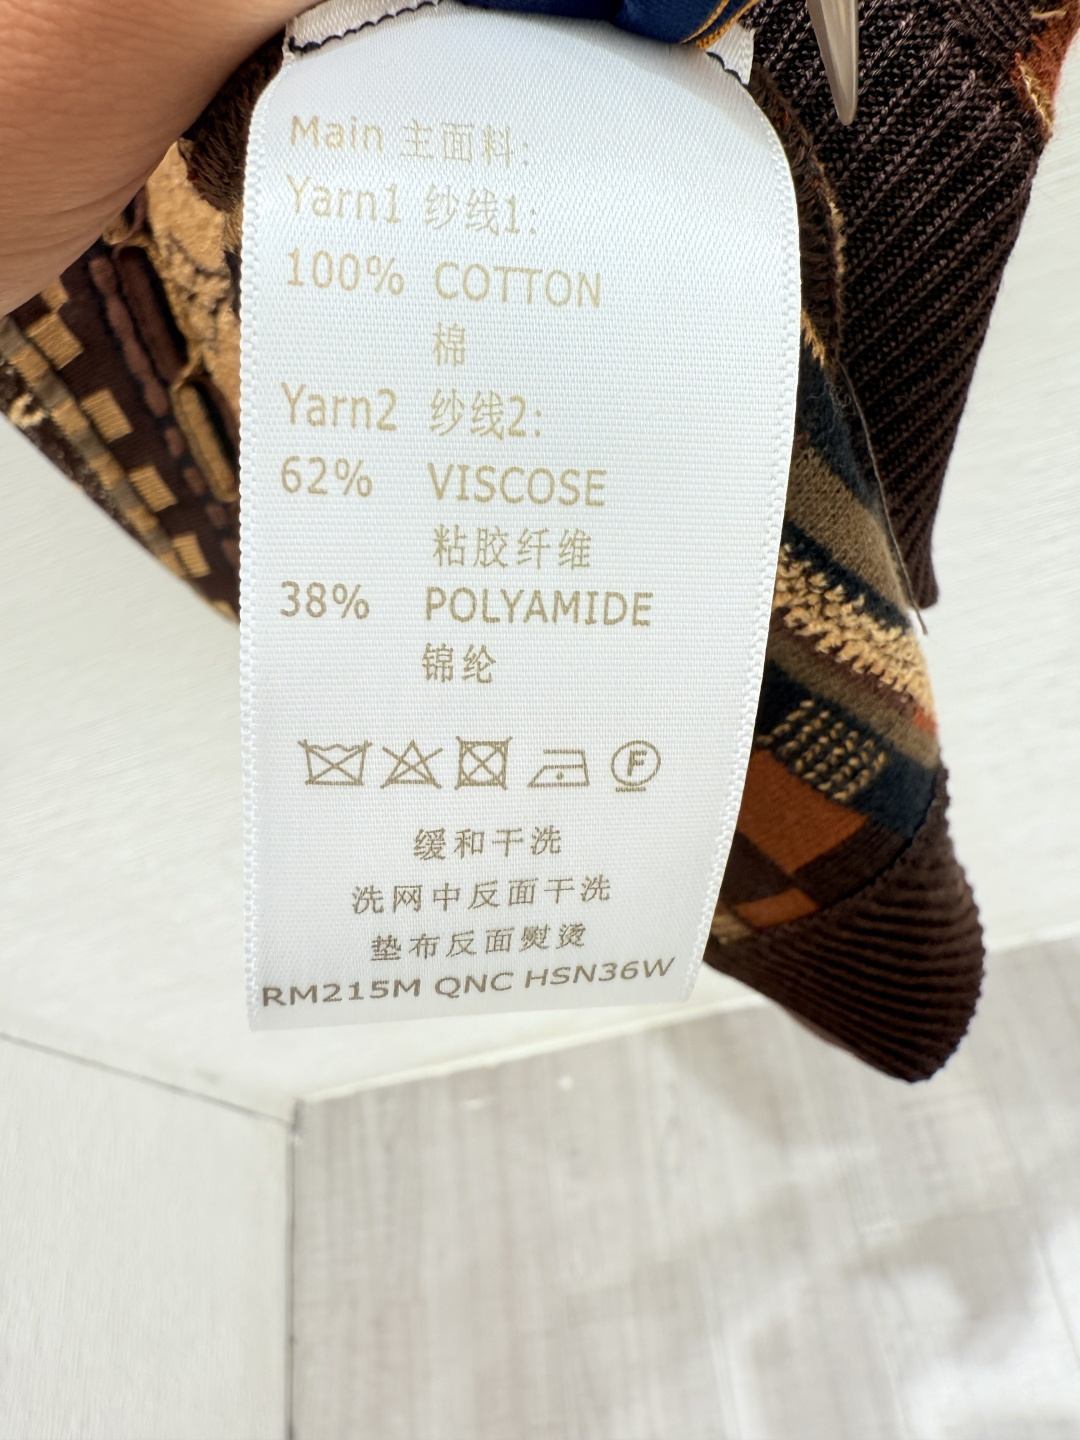 Main 主面料:
Yarn1 纱线1:
100% COTTON
棉
Yarn2 纱线2:
62% VISCOSE
粘胶纤维
38% POLYAMIDE
锦纶
F
缓和干洗
洗网中反面干洗
垫布反面熨烫
RM215M QNC HSN36W